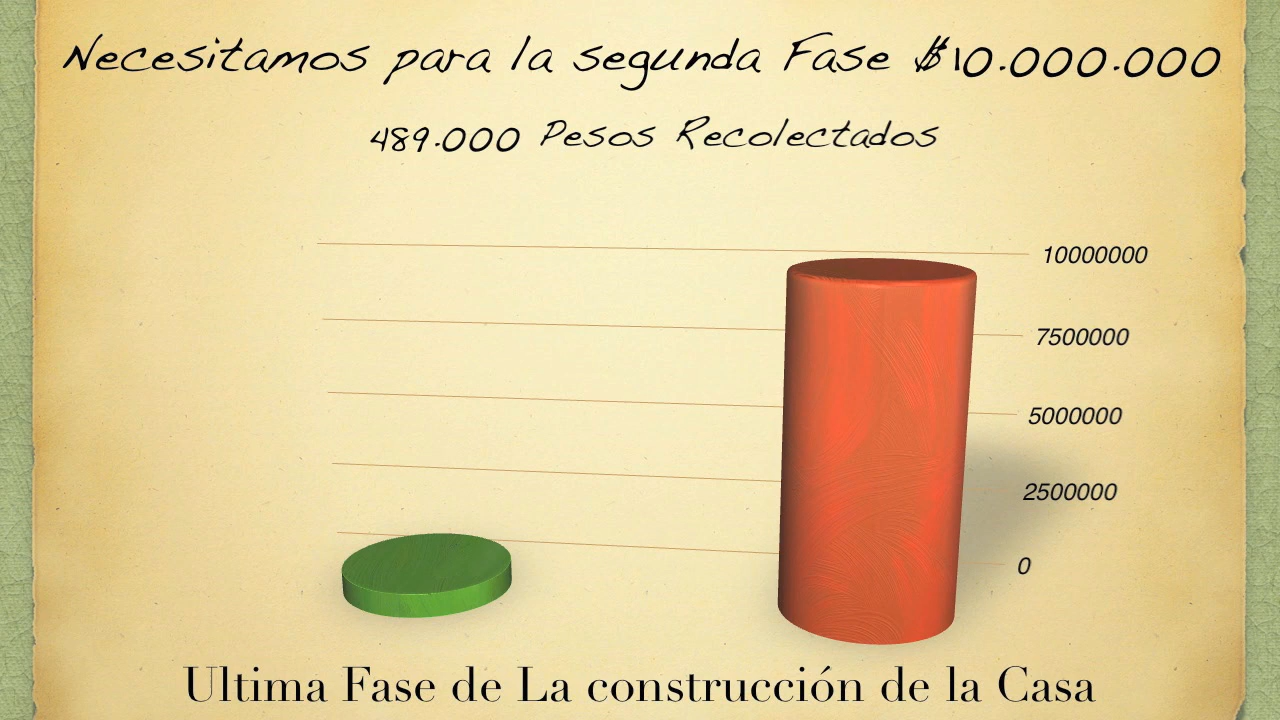 Necesitamos para la segunda Fase $10.000.000
489.000 Pesos Recolectados
10000000
7500000
5000000
2500000
0
Ultima Fase de La construcción de la Casa